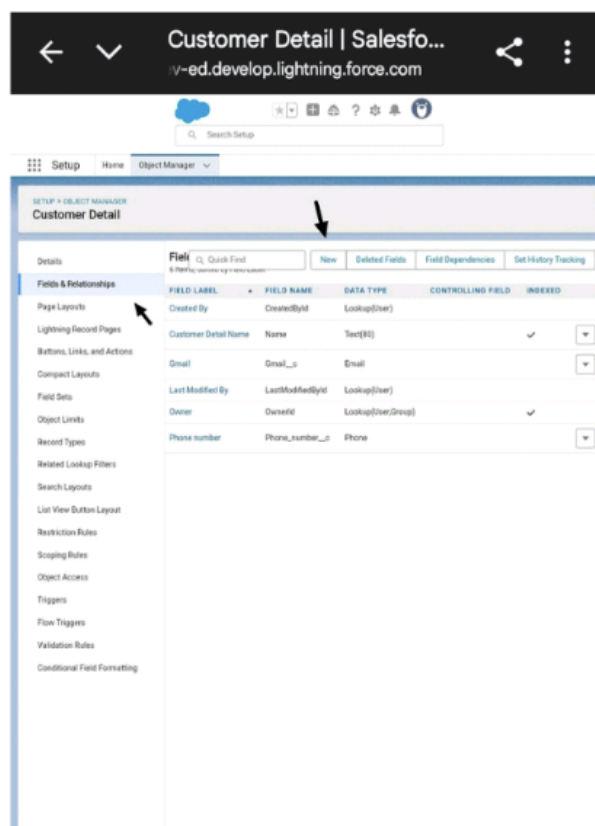 Customer Detail | Salesfo...
v-ed.develop.lightning.force.com
Search Setup
Setup Home Object Manager
SETUP > OBJECT MANAGER
Customer Detail
Details
Fields & Relationships
Page Layouts
Lightning Record Pages
Buttons, Links, and Actions
Compact Layouts
Field Sets
Object Limits
Record Types
Related Lookup Filters
Search Layouts
List View Button Layout
Restriction Rules
Scoping Rules
Object Access
Triggers
Flow Triggers
Validation Rules
Conditional Field Formatting
Quick Find New Deleted Fields Field Dependencies Set History Tracking
FIELD LABEL FIELD NAME DATA TYPE CONTROLLING FIELD INDEXED
Created By CreatedById Lookup(User)
Customer Detail Name Name Text(80)
Gmail Gmail__c Email
Last Modified By LastModifiedById Lookup(User)
Owner OwnerId Lookup(User,Group)
Phone number Phone_number__c Phone